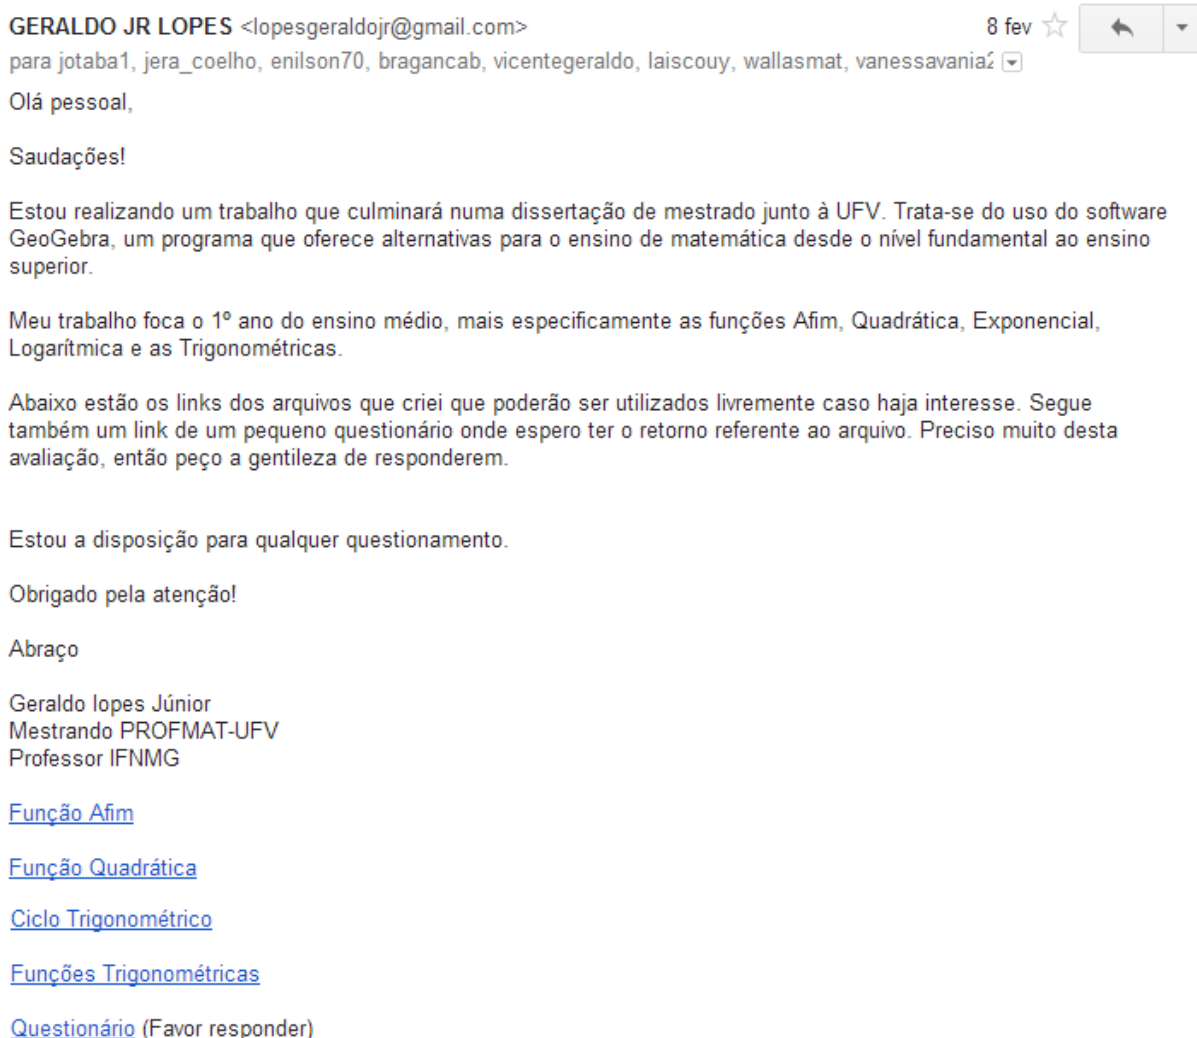 GERALDO JR LOPES <lopesgeraldojr@gmail.com> 8 fev
para jotaba1, jera_coelho, enilson70, bragancab, vicentegeraldo, laiscouy, wallasmat, vanessavania2
Olá pessoal,
Saudações!
Estou realizando um trabalho que culminará numa dissertação de mestrado junto à UFV. Trata-se do uso do software
GeoGebra, um programa que oferece alternativas para o ensino de matemática desde o nível fundamental ao ensino
superior.
Meu trabalho foca o 1º ano do ensino médio, mais especificamente as funções Afim, Quadrática, Exponencial,
Logarítmica e as Trigonométricas.
Abaixo estão os links dos arquivos que criei que poderão ser utilizados livremente caso haja interesse. Segue
também um link de um pequeno questionário onde espero ter o retorno referente ao arquivo. Preciso muito desta
avaliação, então peço a gentileza de responderem.
Estou a disposição para qualquer questionamento.
Obrigado pela atenção!
Abraço
Geraldo lopes Júnior
Mestrando PROFMAT-UFV
Professor IFNMG
Função Afim
Função Quadrática
Ciclo Trigonométrico
Funções Trigonométricas
Questionário (Favor responder)